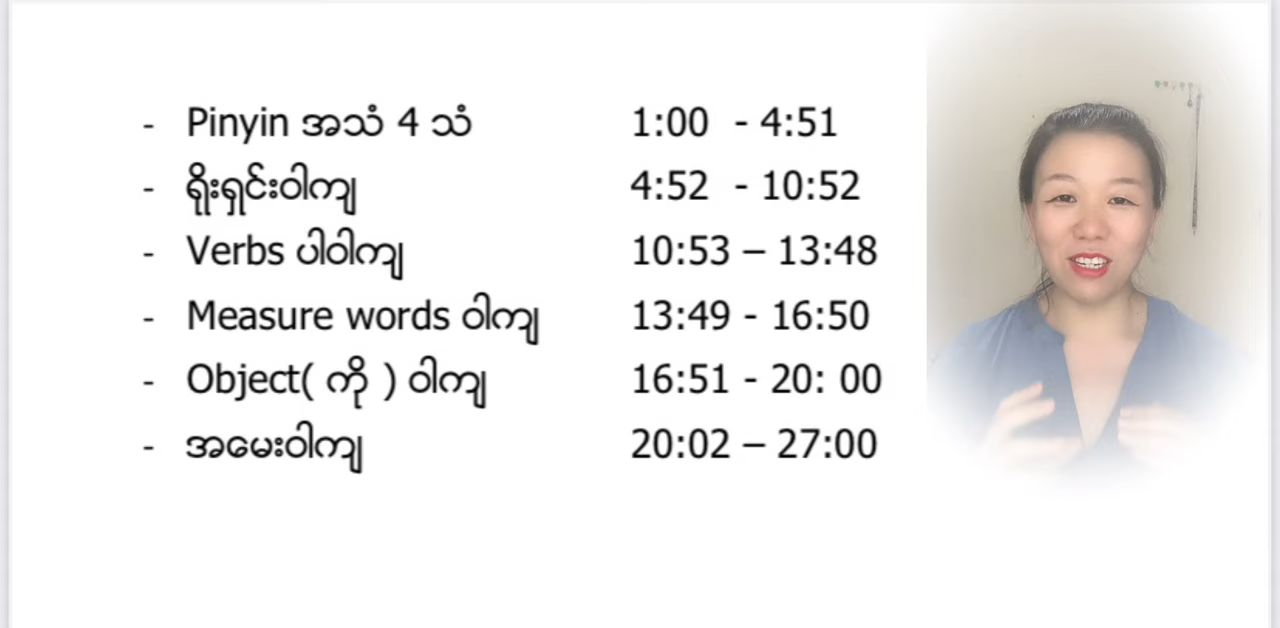 - Pinyin အသံ 4 သံ 1:00 - 4:51
- ရိုးရှင်းဝါကျ 4:52 - 10:52
- Verbs ပါဝါကျ 10:53 – 13:48
- Measure words ဝါကျ 13:49 - 16:50
- Object( ကို ) ဝါကျ 16:51 - 20: 00
- အမေးဝါကျ 20:02 – 27:00